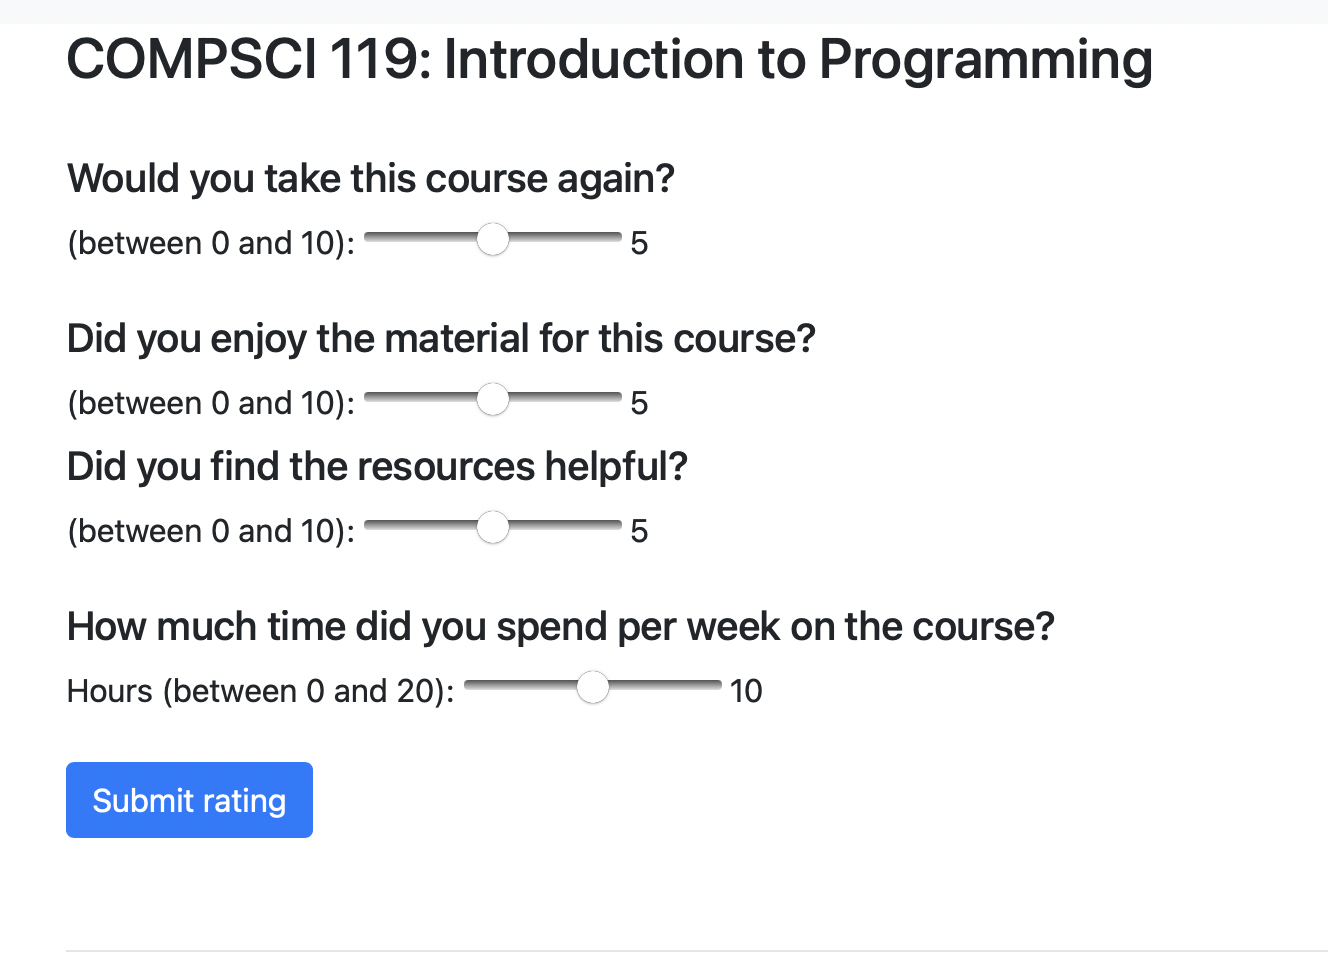 COMPSCI 119: Introduction to Programming
Would you take this course again?
(between 0 and 10): 5
Did you enjoy the material for this course?
(between 0 and 10): 5
Did you find the resources helpful?
(between 0 and 10): 5
How much time did you spend per week on the course?
Hours (between 0 and 20): 10
Submit rating